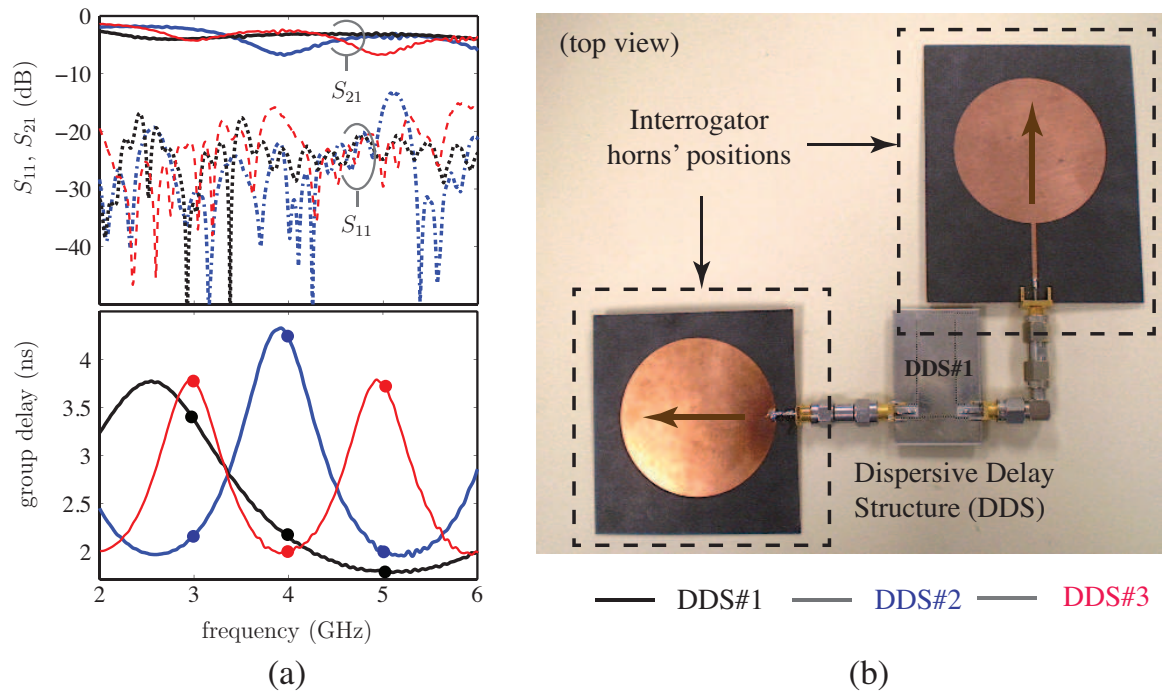 0
−10
−20
−30
−40
S11, S21 (dB)
S21
S11
4
3.5
3
2.5
2
group delay (ns)
2 3 4 5 6
frequency (GHz)
(a)
(top view)
Interrogator
horns' positions
DDS#1
Dispersive Delay
Structure (DDS)
DDS#1 DDS#2 DDS#3
(b)